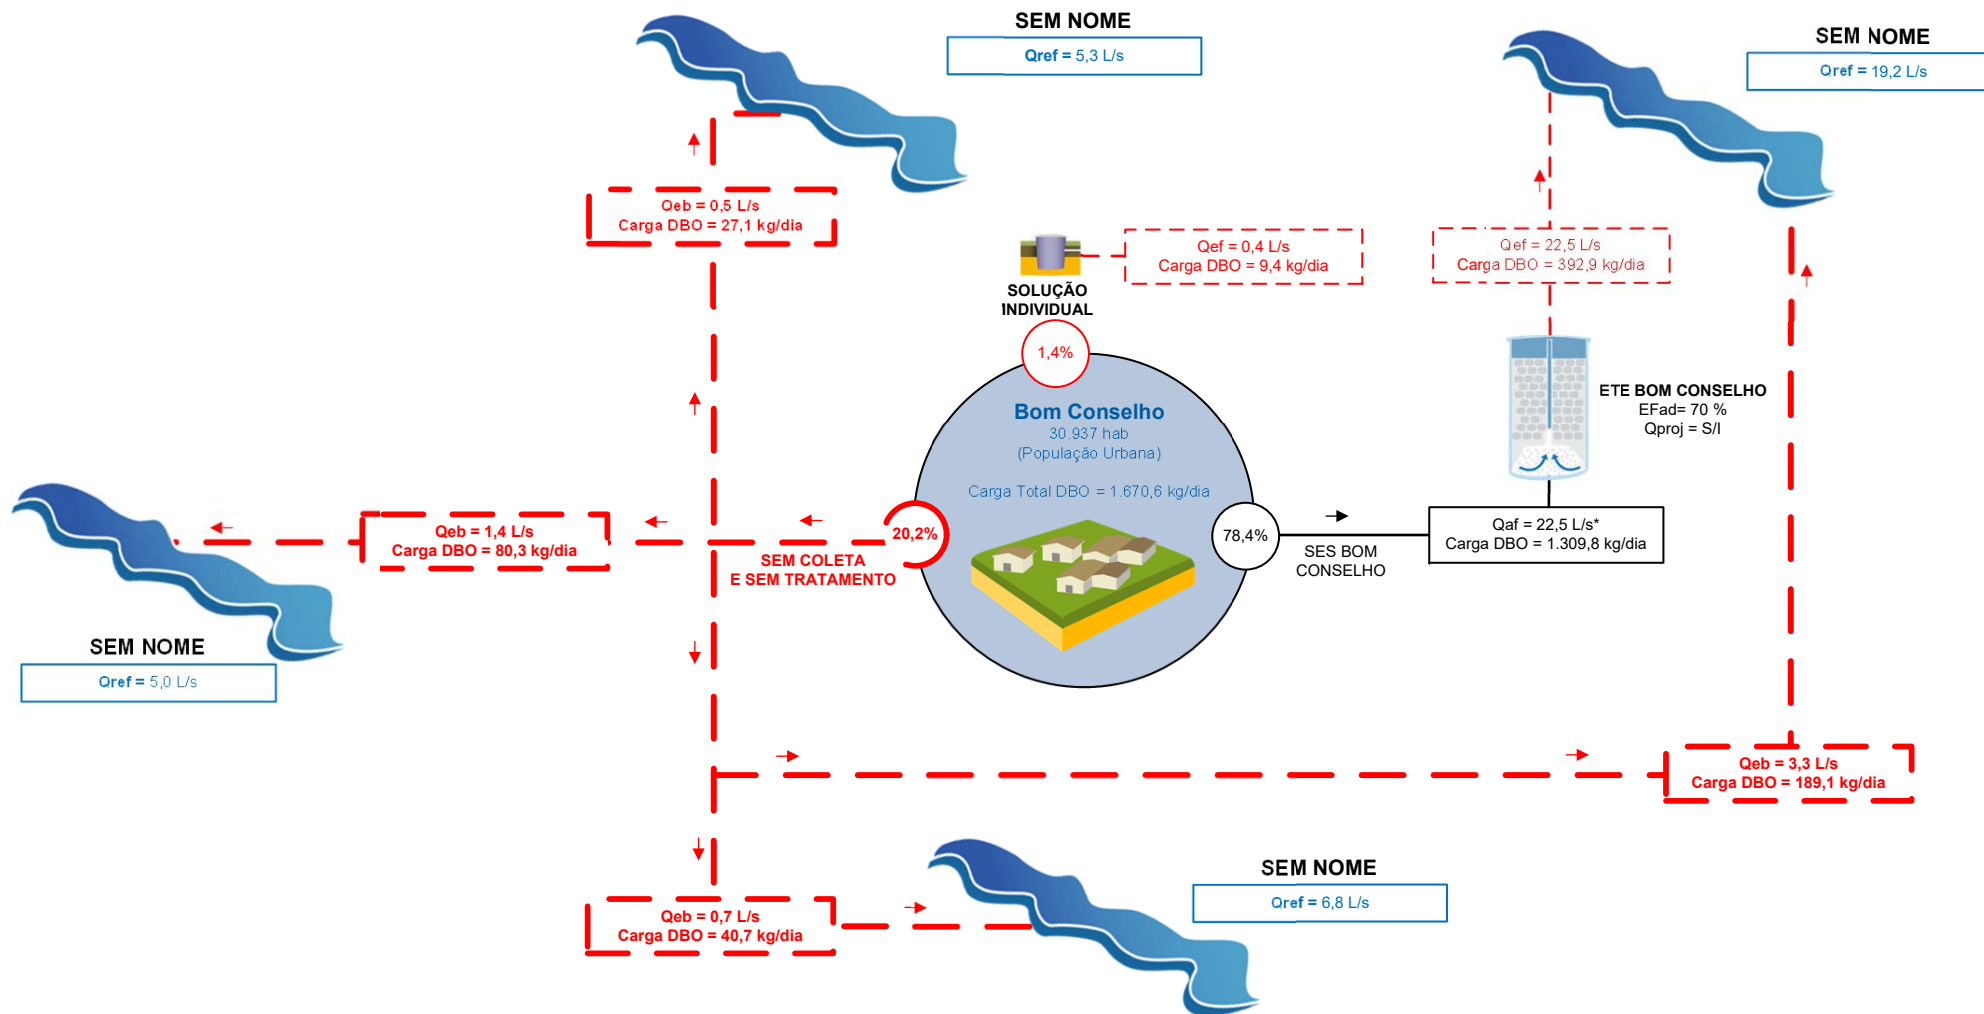 SEM NOME
Qref = 5,3 L/s
SEM NOME
Qref = 19,2 L/s
Qeb = 0,5 L/s
Carga DBO = 27,1 kg/dia
Qef = 0,4 L/s
Carga DBO = 9,4 kg/dia
Qef = 22,5 L/s
Carga DBO = 392,9 kg/dia
SOLUÇÃO
INDIVIDUAL
1,4%
ETE BOM CONSELHO
EFad= 70 %
Qproj = S/I
Bom Conselho
30.937 hab
(População Urbana)
Carga Total DBO = 1.670,6 kg/dia
20,2%
78,4%
Qeb = 1,4 L/s
Carga DBO = 80,3 kg/dia
SEM COLETA
E SEM TRATAMENTO
SES BOM
CONSELHO
Qaf = 22,5 L/s*
Carga DBO = 1.309,8 kg/dia
SEM NOME
Qref = 5,0 L/s
Qeb = 3,3 L/s
Carga DBO = 189,1 kg/dia
Qeb = 0,7 L/s
Carga DBO = 40,7 kg/dia
SEM NOME
Qref = 6,8 L/s